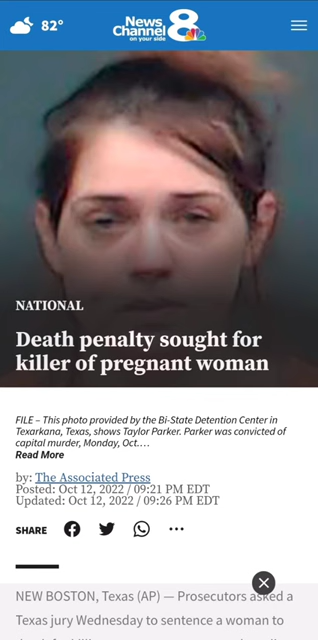 82°
News
Channel 8
on your side
NATIONAL
Death penalty sought for
killer of pregnant woman
FILE – This photo provided by the Bi-State Detention Center in
Texarkana, Texas, shows Taylor Parker. Parker was convicted of
capital murder, Monday, Oct.…
Read More
by: The Associated Press
Posted: Oct 12, 2022 / 09:21 PM EDT
Updated: Oct 12, 2022 / 09:26 PM EDT
SHARE
NEW BOSTON, Texas (AP) — Prosecutors asked a
Texas jury Wednesday to sentence a woman to